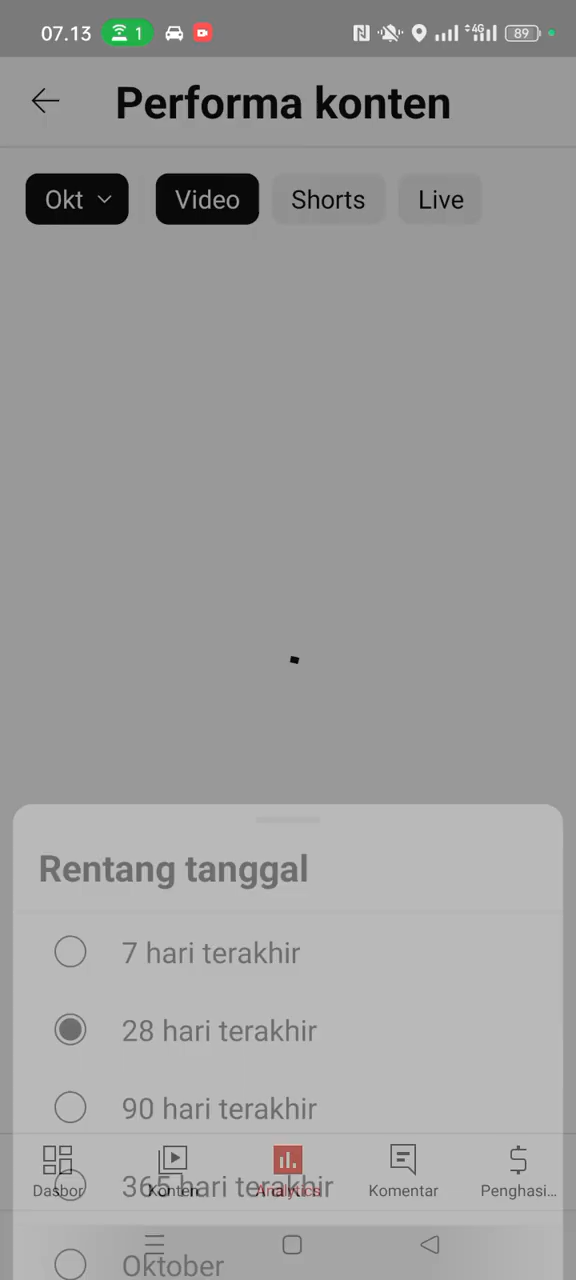 07.13 1 4G 89
Performa konten
Okt Video Shorts Live
Rentang tanggal
7 hari terakhir
28 hari terakhir
90 hari terakhir
365 hari terakhir
Dasbor Konten Analytics Komentar Penghasi...
Oktober